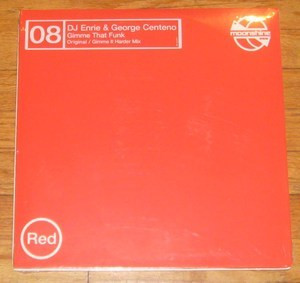 08
DJ Enrie & George Centeno
Gimme That Funk
Original / Gimme It Harder Mix
moonshine
Red